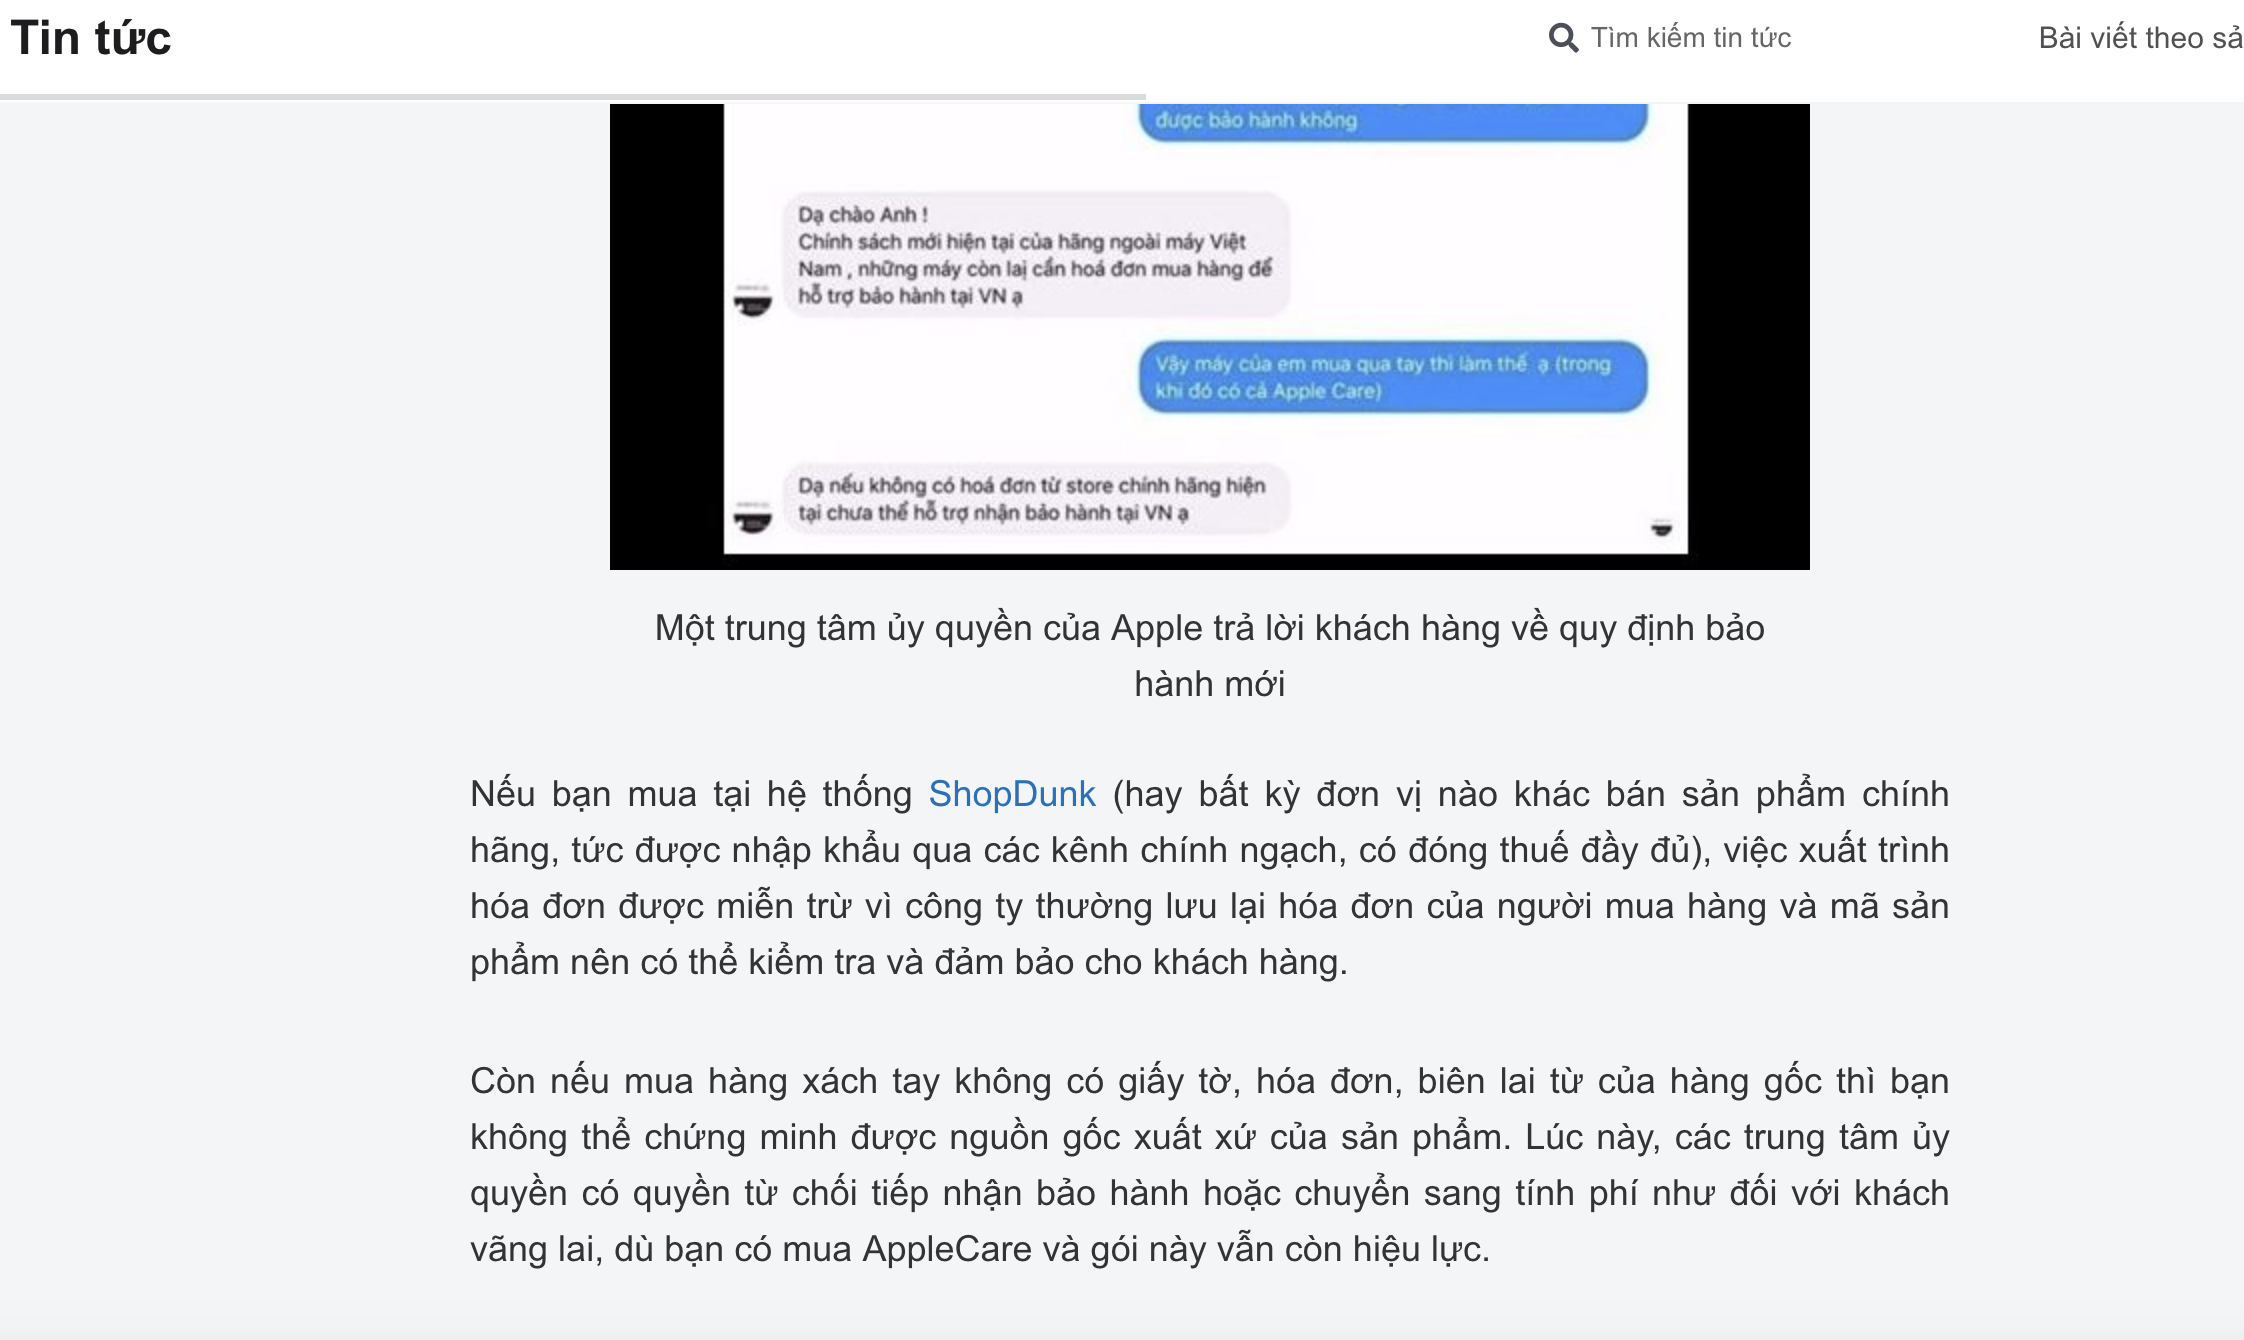 Tin tức
Tìm kiếm tin tức
Bài viết theo sả
được bảo hành không
Dạ chào Anh !
Chính sách mới hiện tại của hãng ngoài máy Việt
Nam , những máy còn lại cần hoá đơn mua hàng để
hỗ trợ bảo hành tại VN ạ
Vậy máy của em mua qua tay thì làm thế ạ (trong
khi đó có cả Apple Care)
Dạ nếu không có hoá đơn từ store chính hãng hiện
tại chưa thể hỗ trợ nhận bảo hành tại VN ạ
Một trung tâm ủy quyền của Apple trả lời khách hàng về quy định bảo
hành mới
Nếu bạn mua tại hệ thống ShopDunk (hay bất kỳ đơn vị nào khác bán sản phẩm chính
hãng, tức được nhập khẩu qua các kênh chính ngạch, có đóng thuế đầy đủ), việc xuất trình
hóa đơn được miễn trừ vì công ty thường lưu lại hóa đơn của người mua hàng và mã sản
phẩm nên có thể kiểm tra và đảm bảo cho khách hàng.
Còn nếu mua hàng xách tay không có giấy tờ, hóa đơn, biên lai từ của hàng gốc thì bạn
không thể chứng minh được nguồn gốc xuất xứ của sản phẩm. Lúc này, các trung tâm ủy
quyền có quyền từ chối tiếp nhận bảo hành hoặc chuyển sang tính phí như đối với khách
vãng lai, dù bạn có mua AppleCare và gói này vẫn còn hiệu lực.